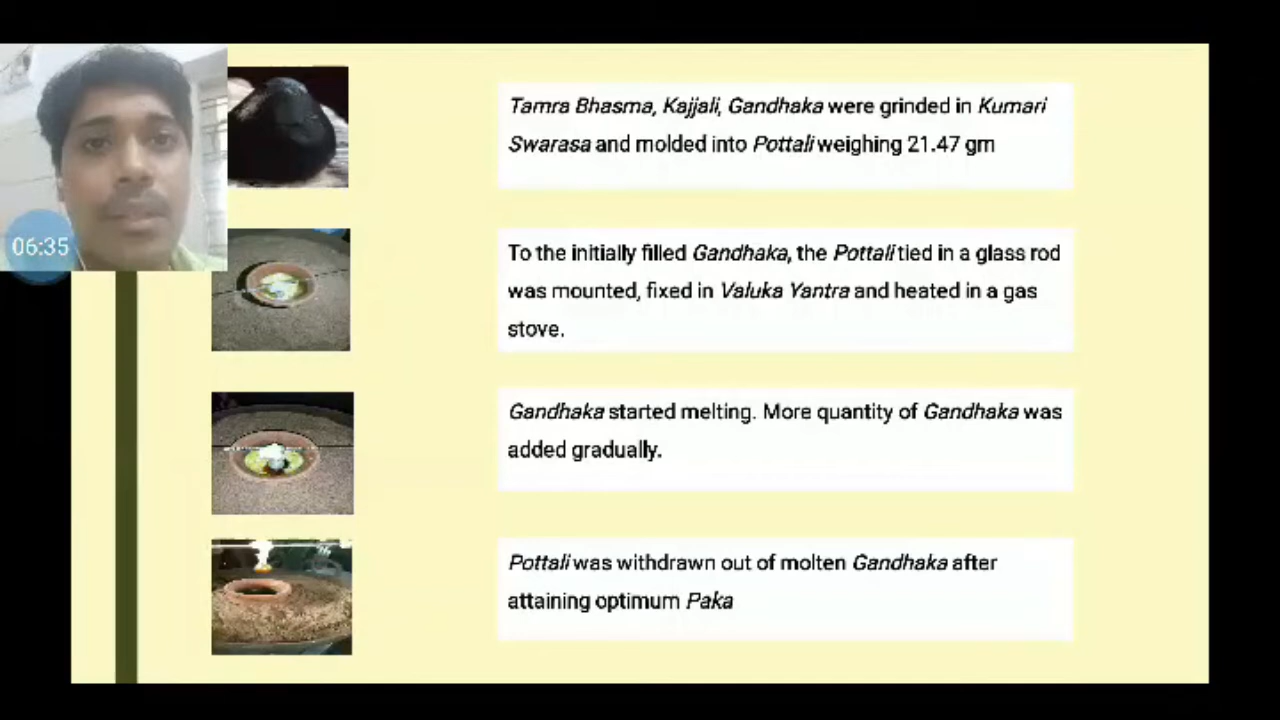 06:35
Tamra Bhasma, Kajjali, Gandhaka were grinded in Kumari
Swarasa and molded into Pottali weighing 21.47 gm
To the initially filled Gandhaka, the Pottali tied in a glass rod
was mounted, fixed in Valuka Yantra and heated in a gas
stove.
Gandhaka started melting. More quantity of Gandhaka was
added gradually.
Pottali was withdrawn out of molten Gandhaka after
attaining optimum Paka